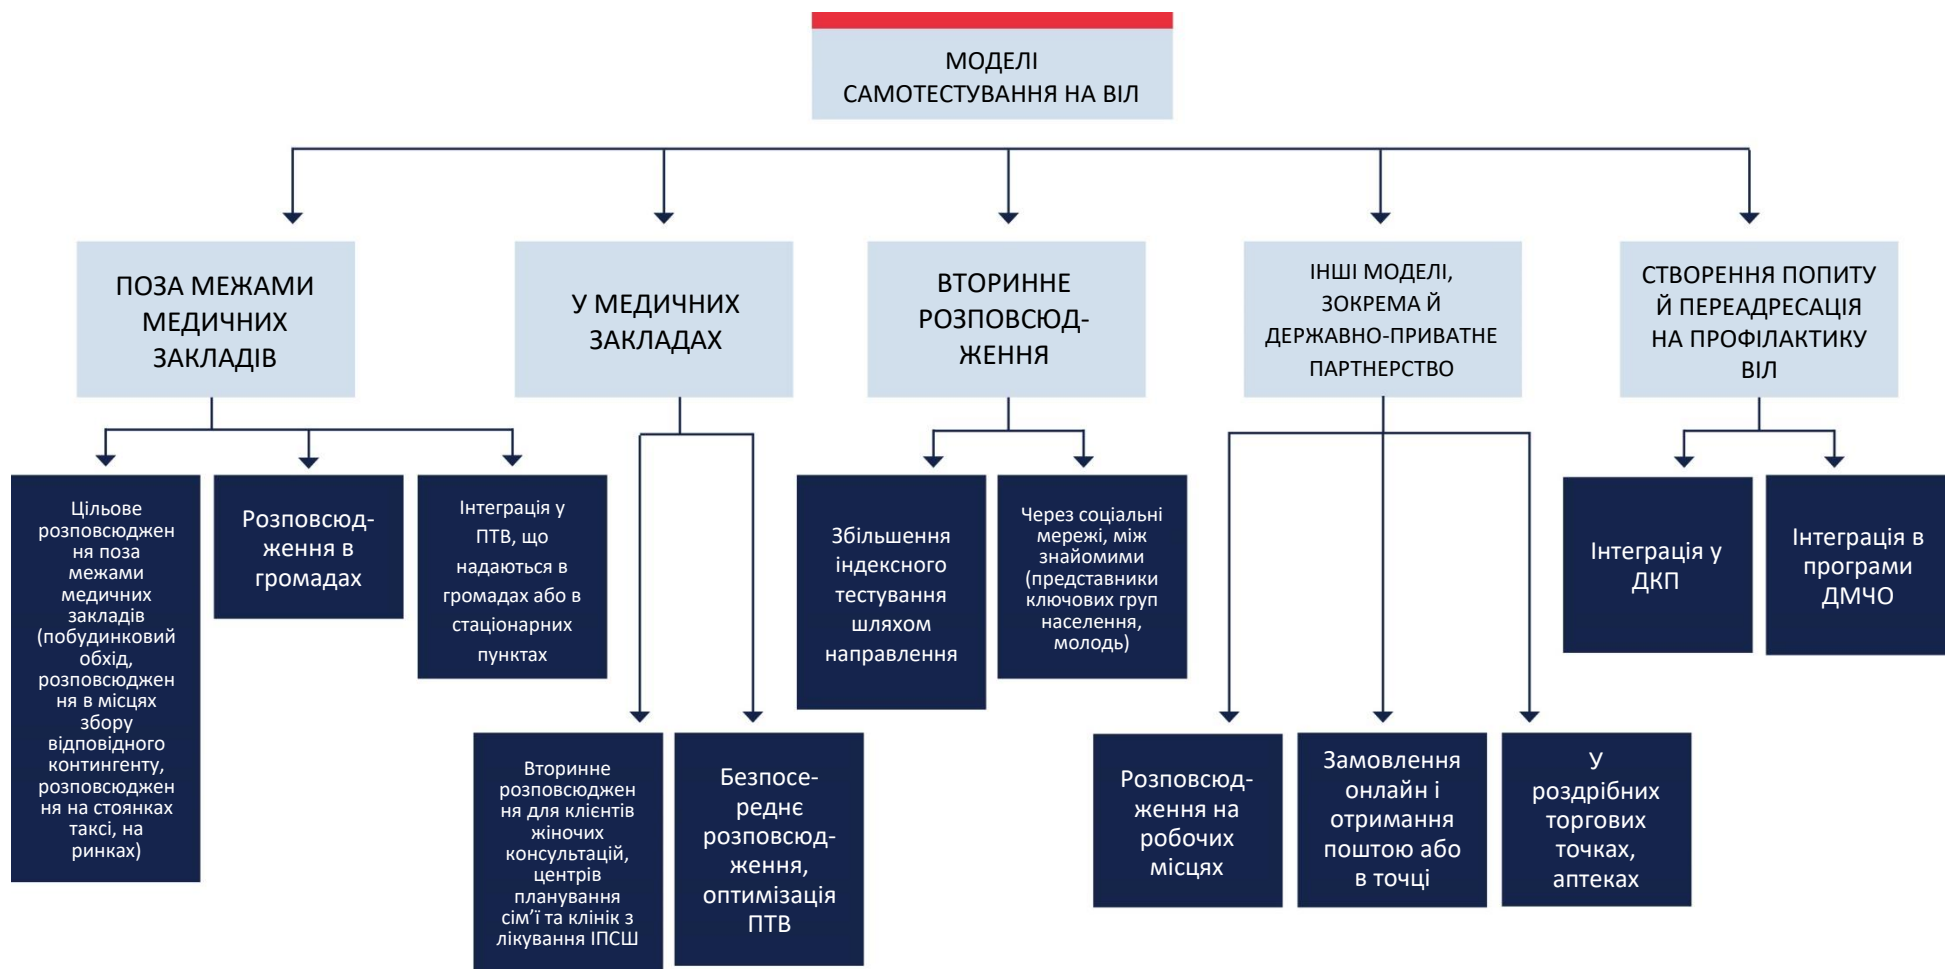 МОДЕЛІ
САМОТЕСТУВАННЯ НА ВІЛ
ПОЗА МЕЖАМИ
МЕДИЧНИХ
ЗАКЛАДІВ
У МЕДИЧНИХ
ЗАКЛАДАХ
ВТОРИННЕ
РОЗПОВСЮД-
ЖЕННЯ
ІНШІ МОДЕЛІ,
ЗОКРЕМА Й
ДЕРЖАВНО-ПРИВАТНЕ
ПАРТНЕРСТВО
СТВОРЕННЯ ПОПИТУ
Й ПЕРЕАДРЕСАЦІЯ
НА ПРОФІЛАКТИКУ
ВІЛ
Цільове
розповсюджен
ня поза
межами
медичних
закладів
(побудинковий
обхід,
розповсюджен
ня в місцях
збору
відповідного
контингенту,
розповсюджен
ня на стоянках
таксі, на
ринках)
Розповсюд-
ження в
громадах
Інтеграція у
ПТВ, що
надаються в
громадах або в
стаціонарних
пунктах
Вторинне
розповсюджен
ня для клієнтів
жіночих
консультацій,
центрів
планування
сім’ї та клінік з
лікування ІПСШ
Безпосе-
реднє
розповсюд-
ження,
оптимізація
ПТВ
Збільшення
індексного
тестування
шляхом
направлення
Через соціальні
мережі, між
знайомими
(представники
ключових груп
населення,
молодь)
Розповсюд-
ження на
робочих
місцях
Замовлення
онлайн і
отримання
поштою або
в точці
У
роздрібних
торгових
точках,
аптеках
Інтеграція у
ДКП
Інтеграція в
програми
ДМЧО